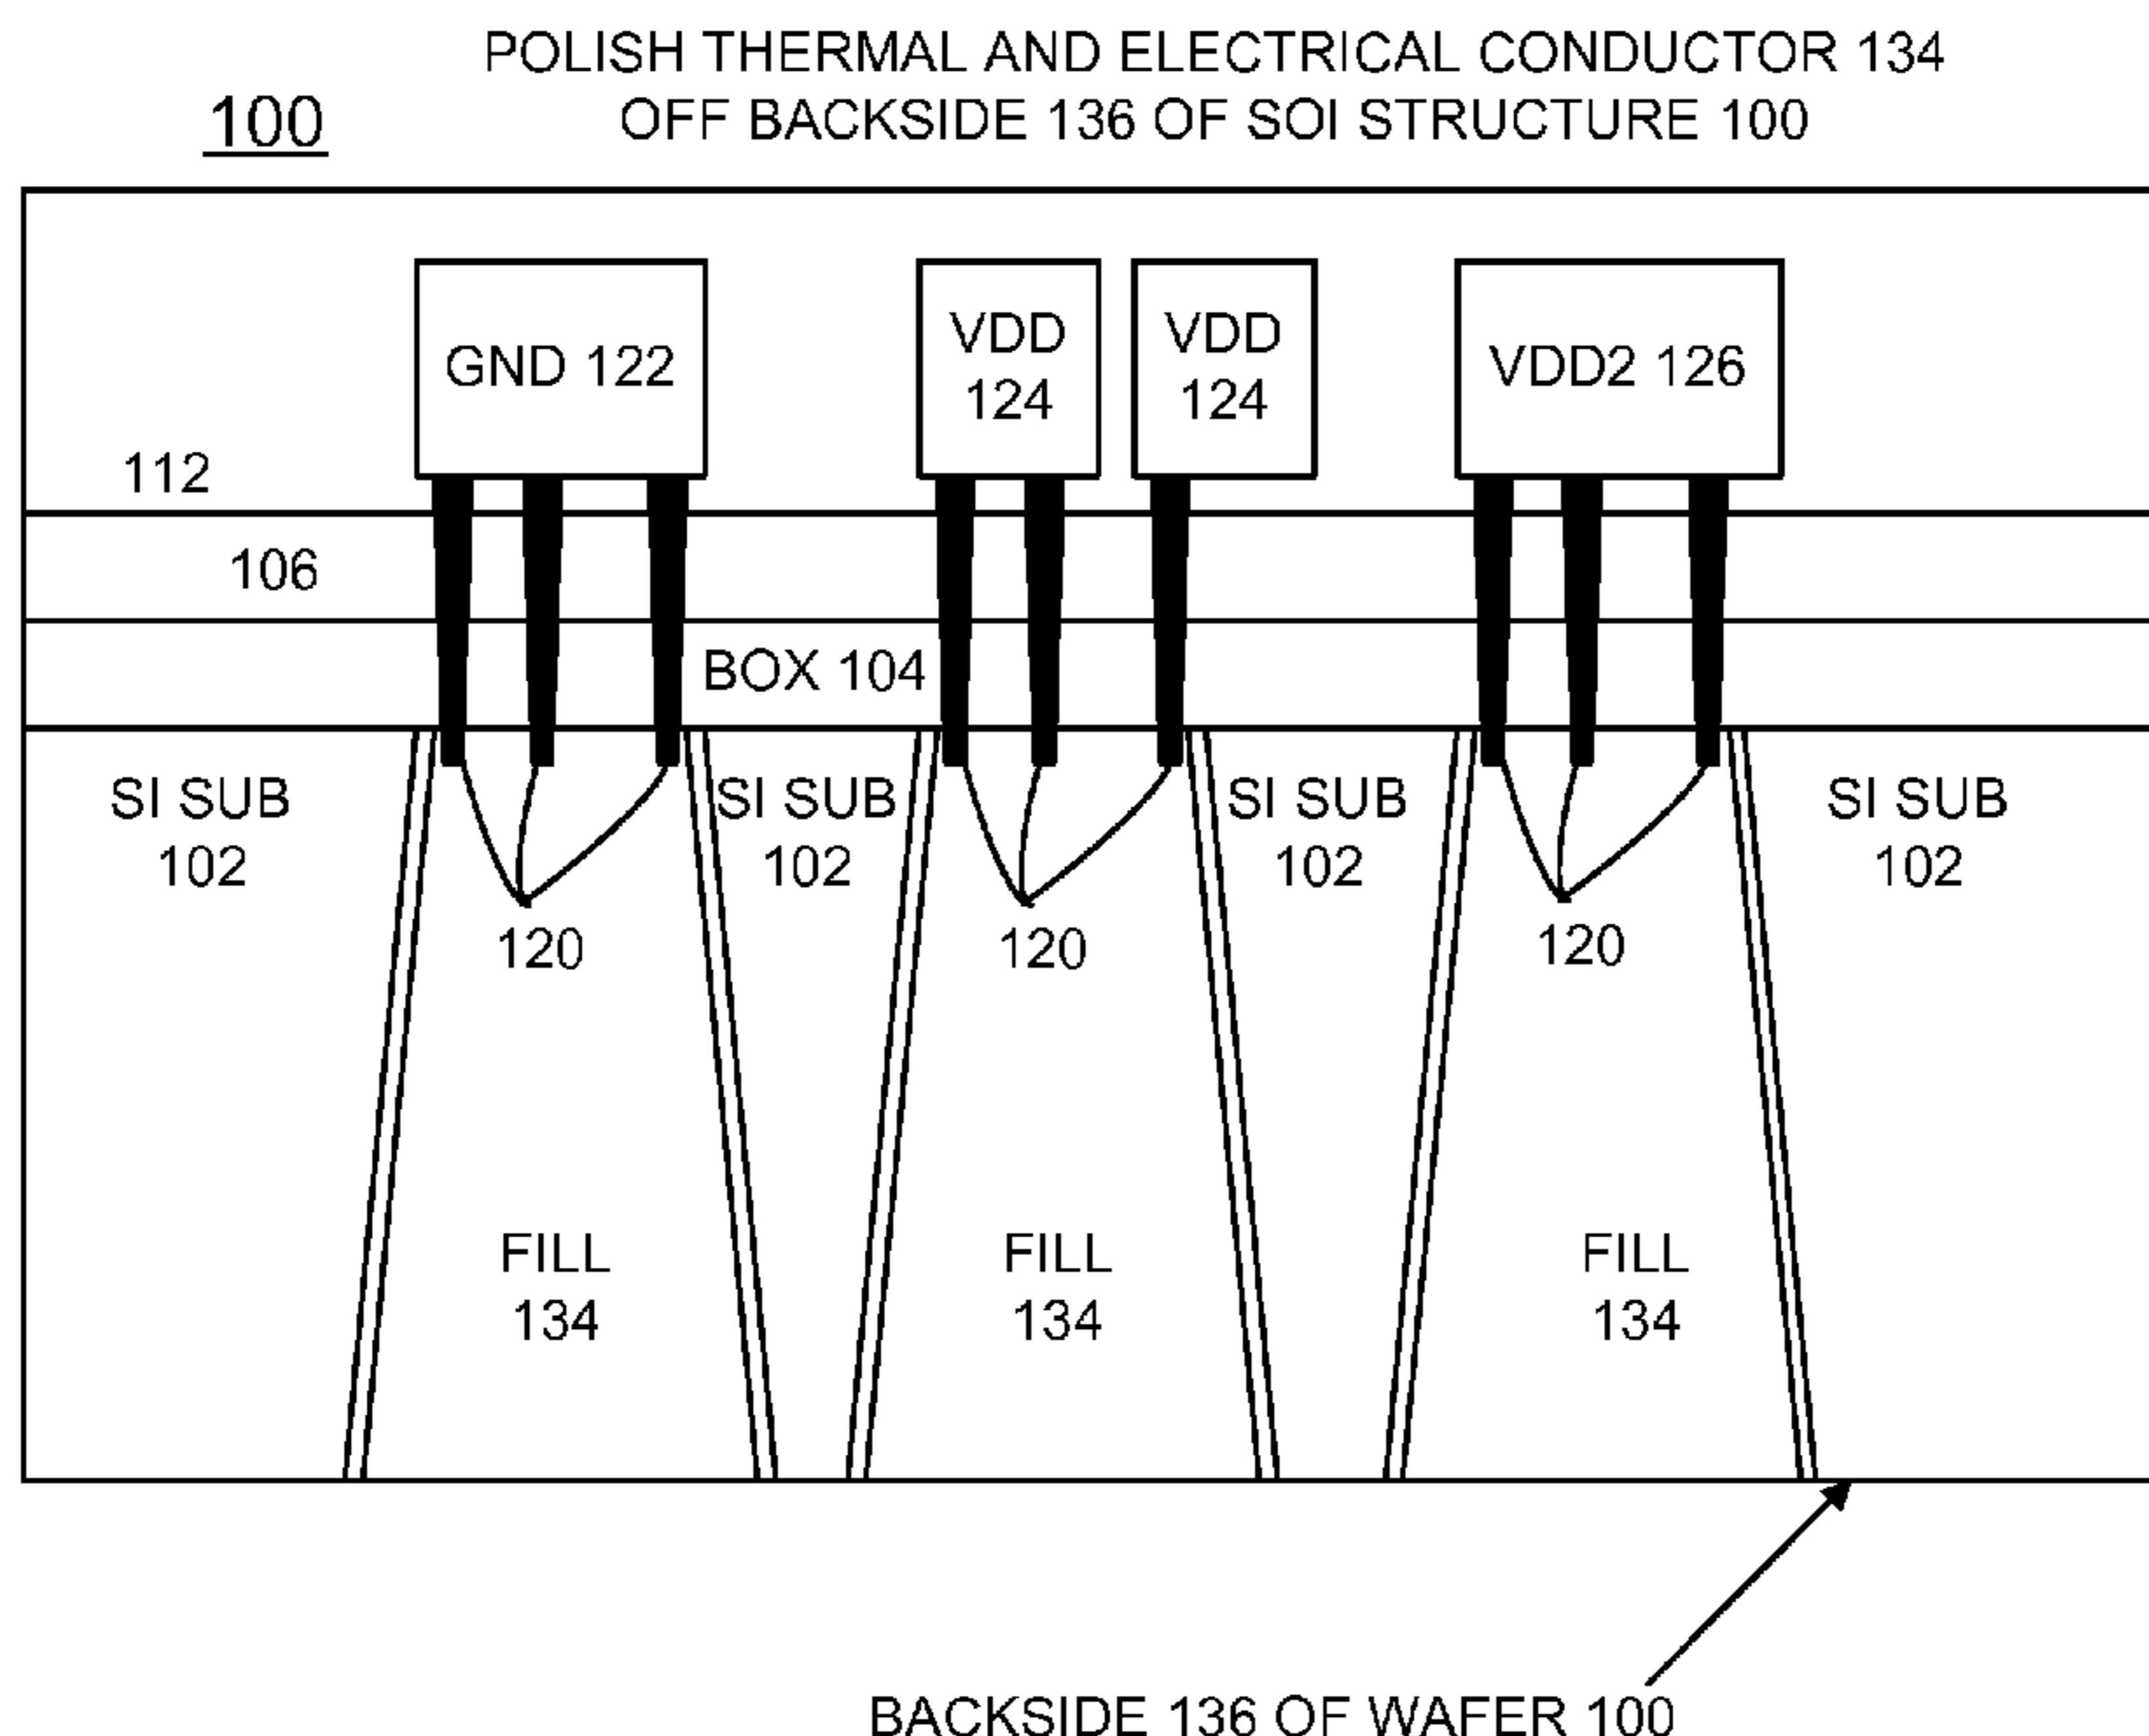 POLISH THERMAL AND ELECTRICAL CONDUCTOR 134
OFF BACKSIDE 136 OF SOI STRUCTURE 100
100
GND 122
VDD
124
VDD
124
VDD2 126
112
106
BOX 104
SI SUB
102
SI SUB
102
SI SUB
102
SI SUB
102
120
120
120
FILL
134
FILL
134
FILL
134
BACKSIDE 136 OF WAFER 100